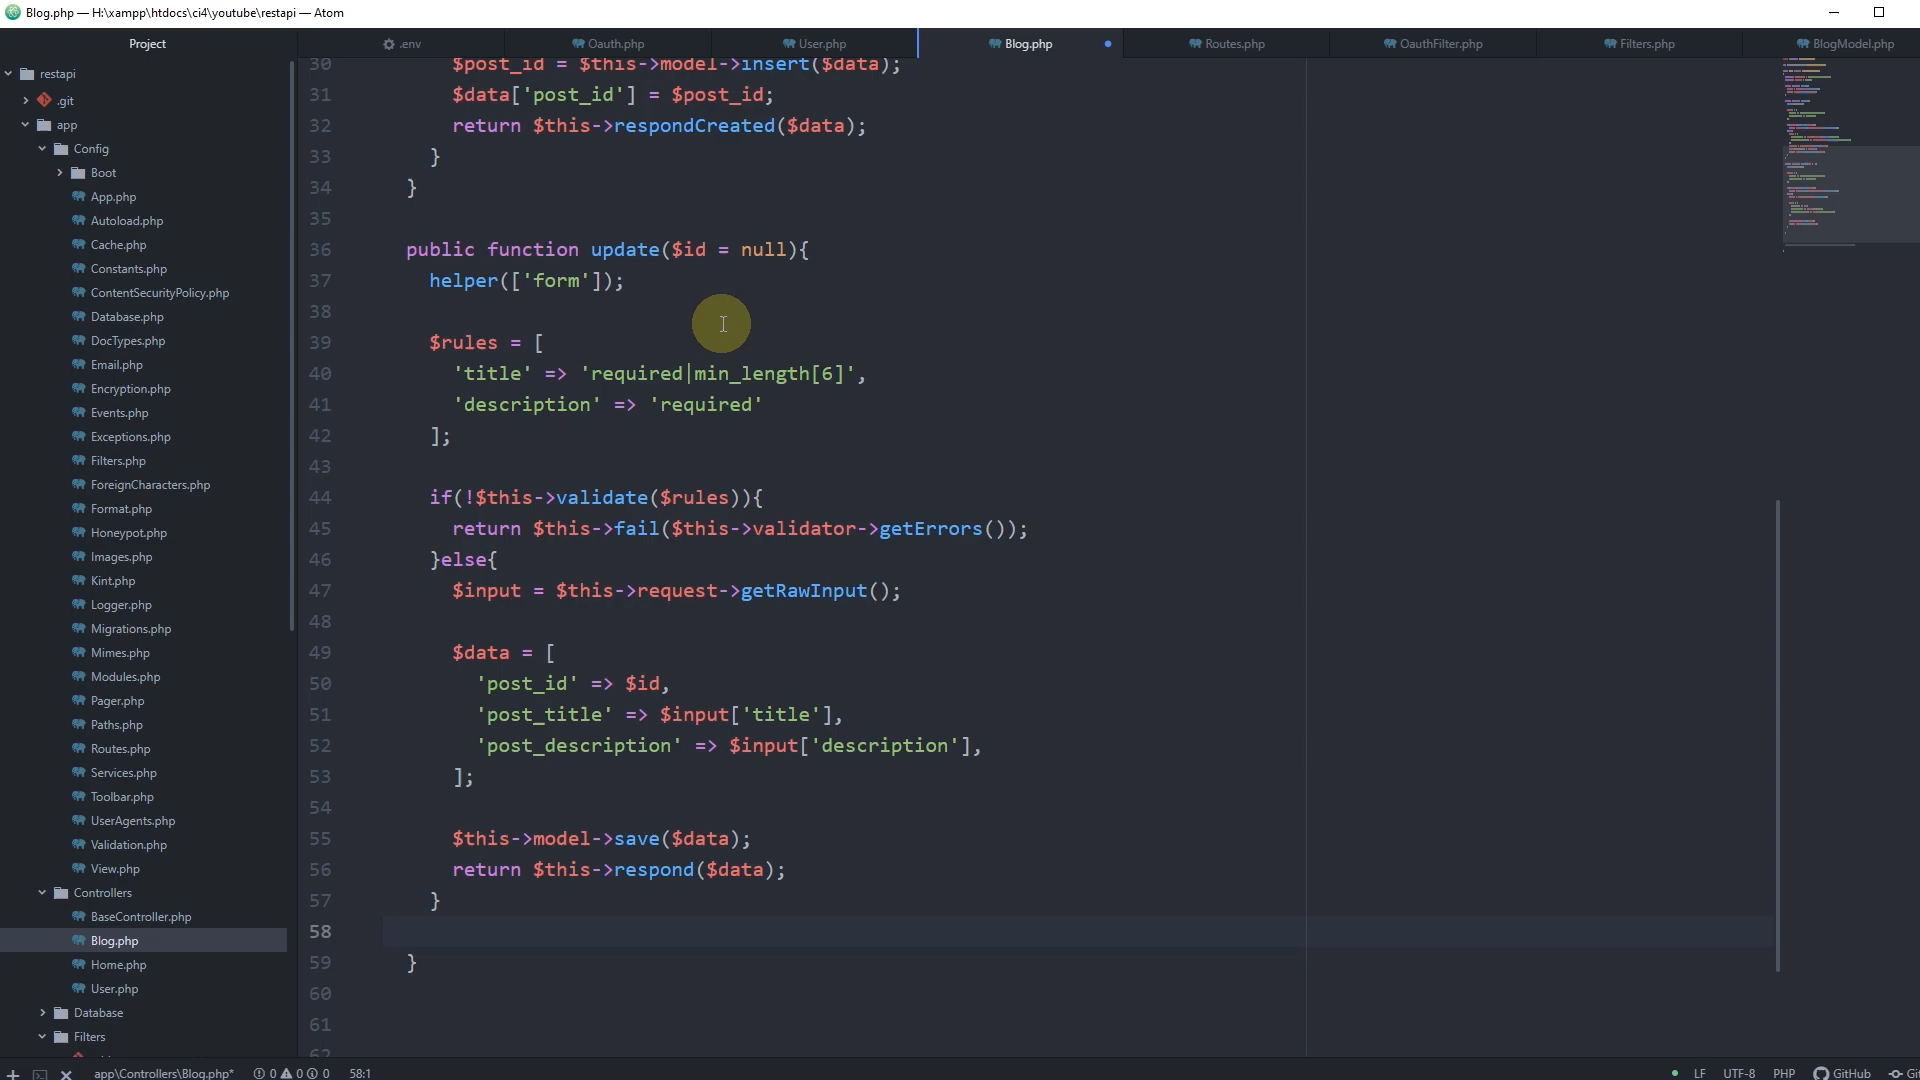 Blog.php — H:\xampp\htdocs\ci4\youtube\restapi — Atom
Project
.env
Oauth.php
User.php
Blog.php
Routes.php
OauthFilter.php
Filters.php
BlogModel.php
restapi
.git
app
Config
Boot
App.php
Autoload.php
Cache.php
Constants.php
ContentSecurityPolicy.php
Database.php
DocTypes.php
Email.php
Encryption.php
Events.php
Exceptions.php
Filters.php
ForeignCharacters.php
Format.php
Honeypot.php
Images.php
Kint.php
Logger.php
Migrations.php
Mimes.php
Modules.php
Pager.php
Paths.php
Routes.php
Services.php
Toolbar.php
UserAgents.php
Validation.php
View.php
Controllers
BaseController.php
Blog.php
Home.php
User.php
Database
Filters
30 $post_id = $this->model->insert($data);
31 $data['post_id'] = $post_id;
32 return $this->respondCreated($data);
33 }
34 }
35
36 public function update($id = null){
37 helper(['form']);
38
39 $rules = [
40 'title' => 'required|min_length[6]',
41 'description' => 'required'
42 ];
43
44 if(!$this->validate($rules)){
45 return $this->fail($this->validator->getErrors());
46 }else{
47 $input = $this->request->getRawInput();
48
49 $data = [
50 'post_id' => $id,
51 'post_title' => $input['title'],
52 'post_description' => $input['description'],
53 ];
54
55 $this->model->save($data);
56 return $this->respond($data);
57 }
58
59 }
60
61
62
app\Controllers\Blog.php* 0 0 0 58:1
LF UTF-8 PHP GitHub Git